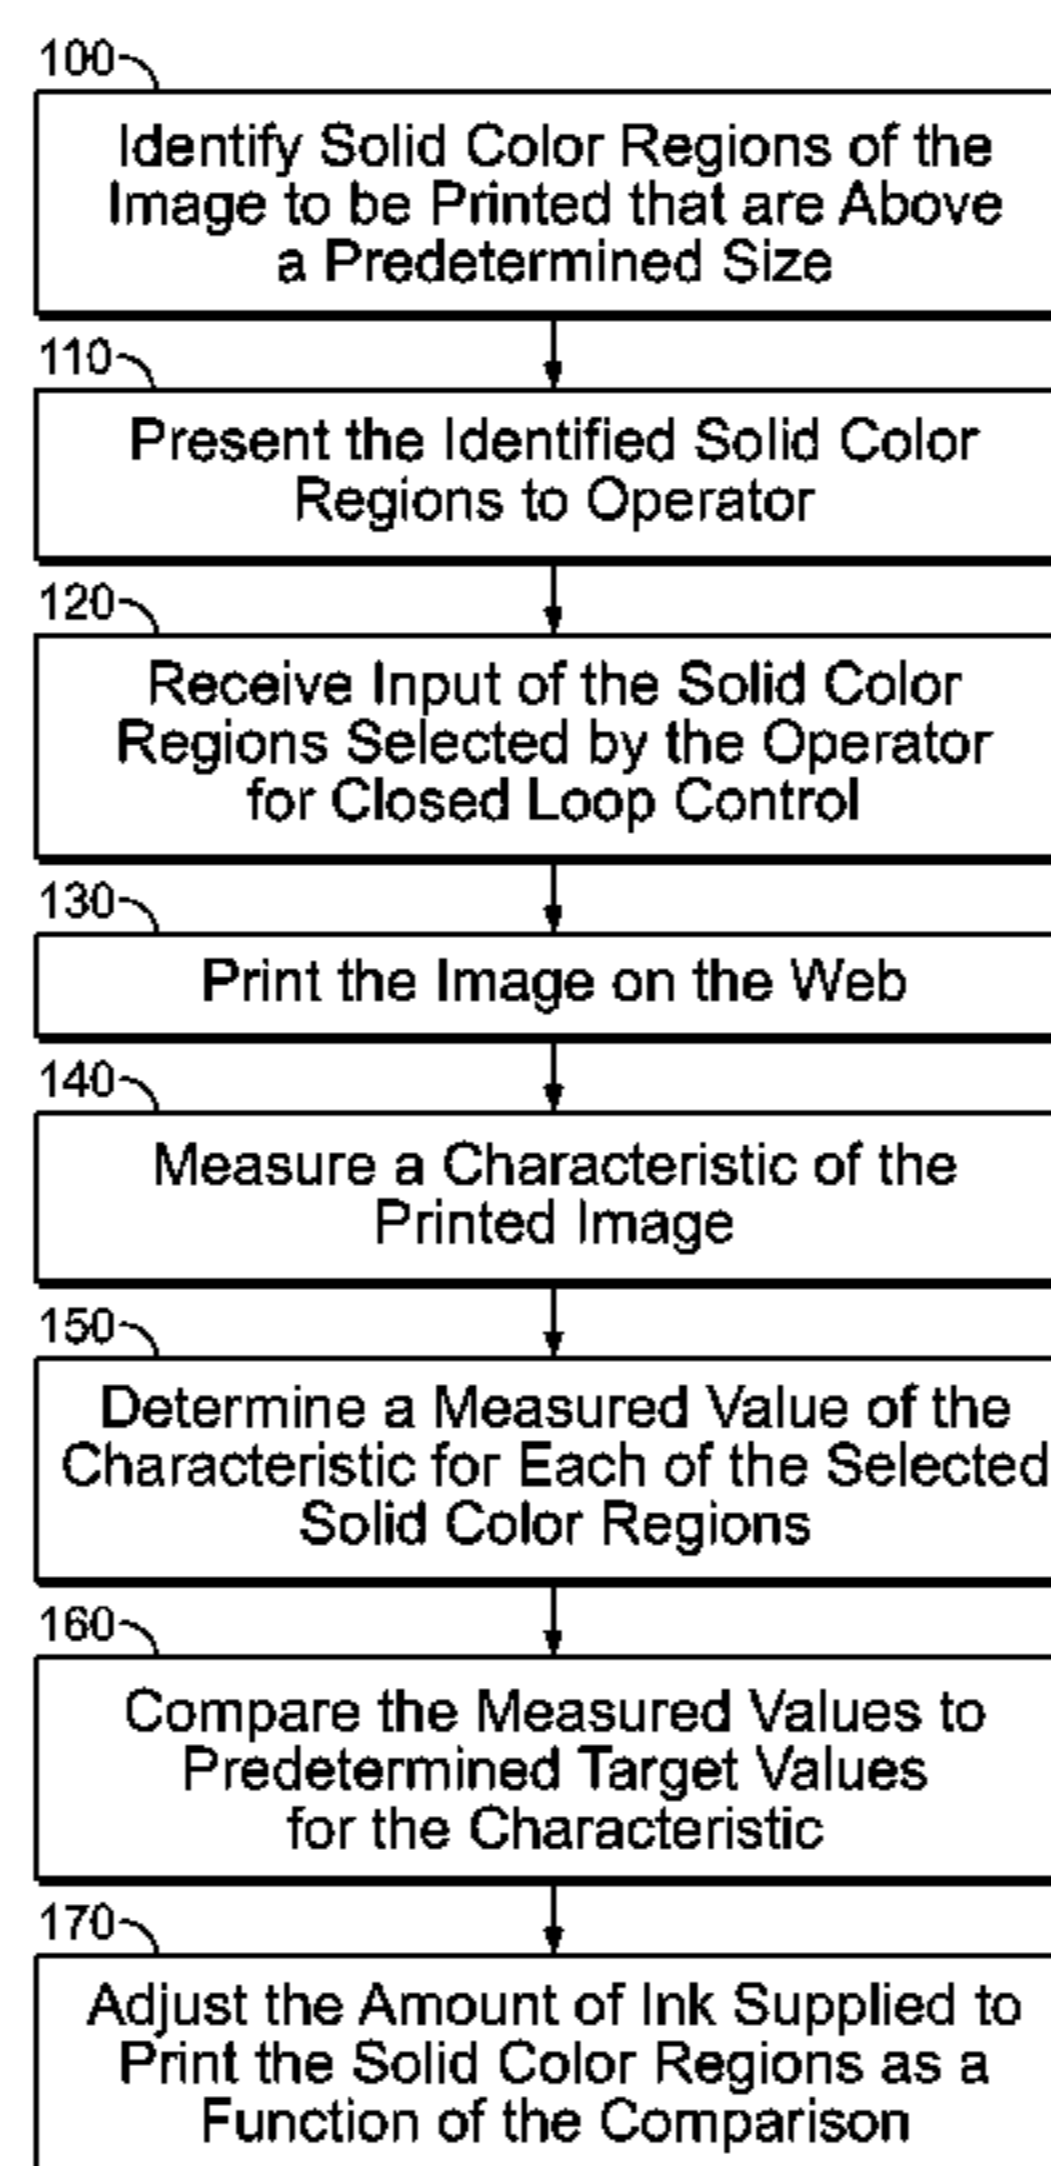 100
Identify Solid Color Regions of the
Image to be Printed that are Above
a Predetermined Size
110
Present the Identified Solid Color
Regions to Operator
120
Receive Input of the Solid Color
Regions Selected by the Operator
for Closed Loop Control
130
Print the Image on the Web
140
Measure a Characteristic of the
Printed Image
150
Determine a Measured Value of the
Characteristic for Each of the Selected
Solid Color Regions
160
Compare the Measured Values to
Predetermined Target Values
for the Characteristic
170
Adjust the Amount of Ink Supplied to
Print the Solid Color Regions as a
Function of the Comparison